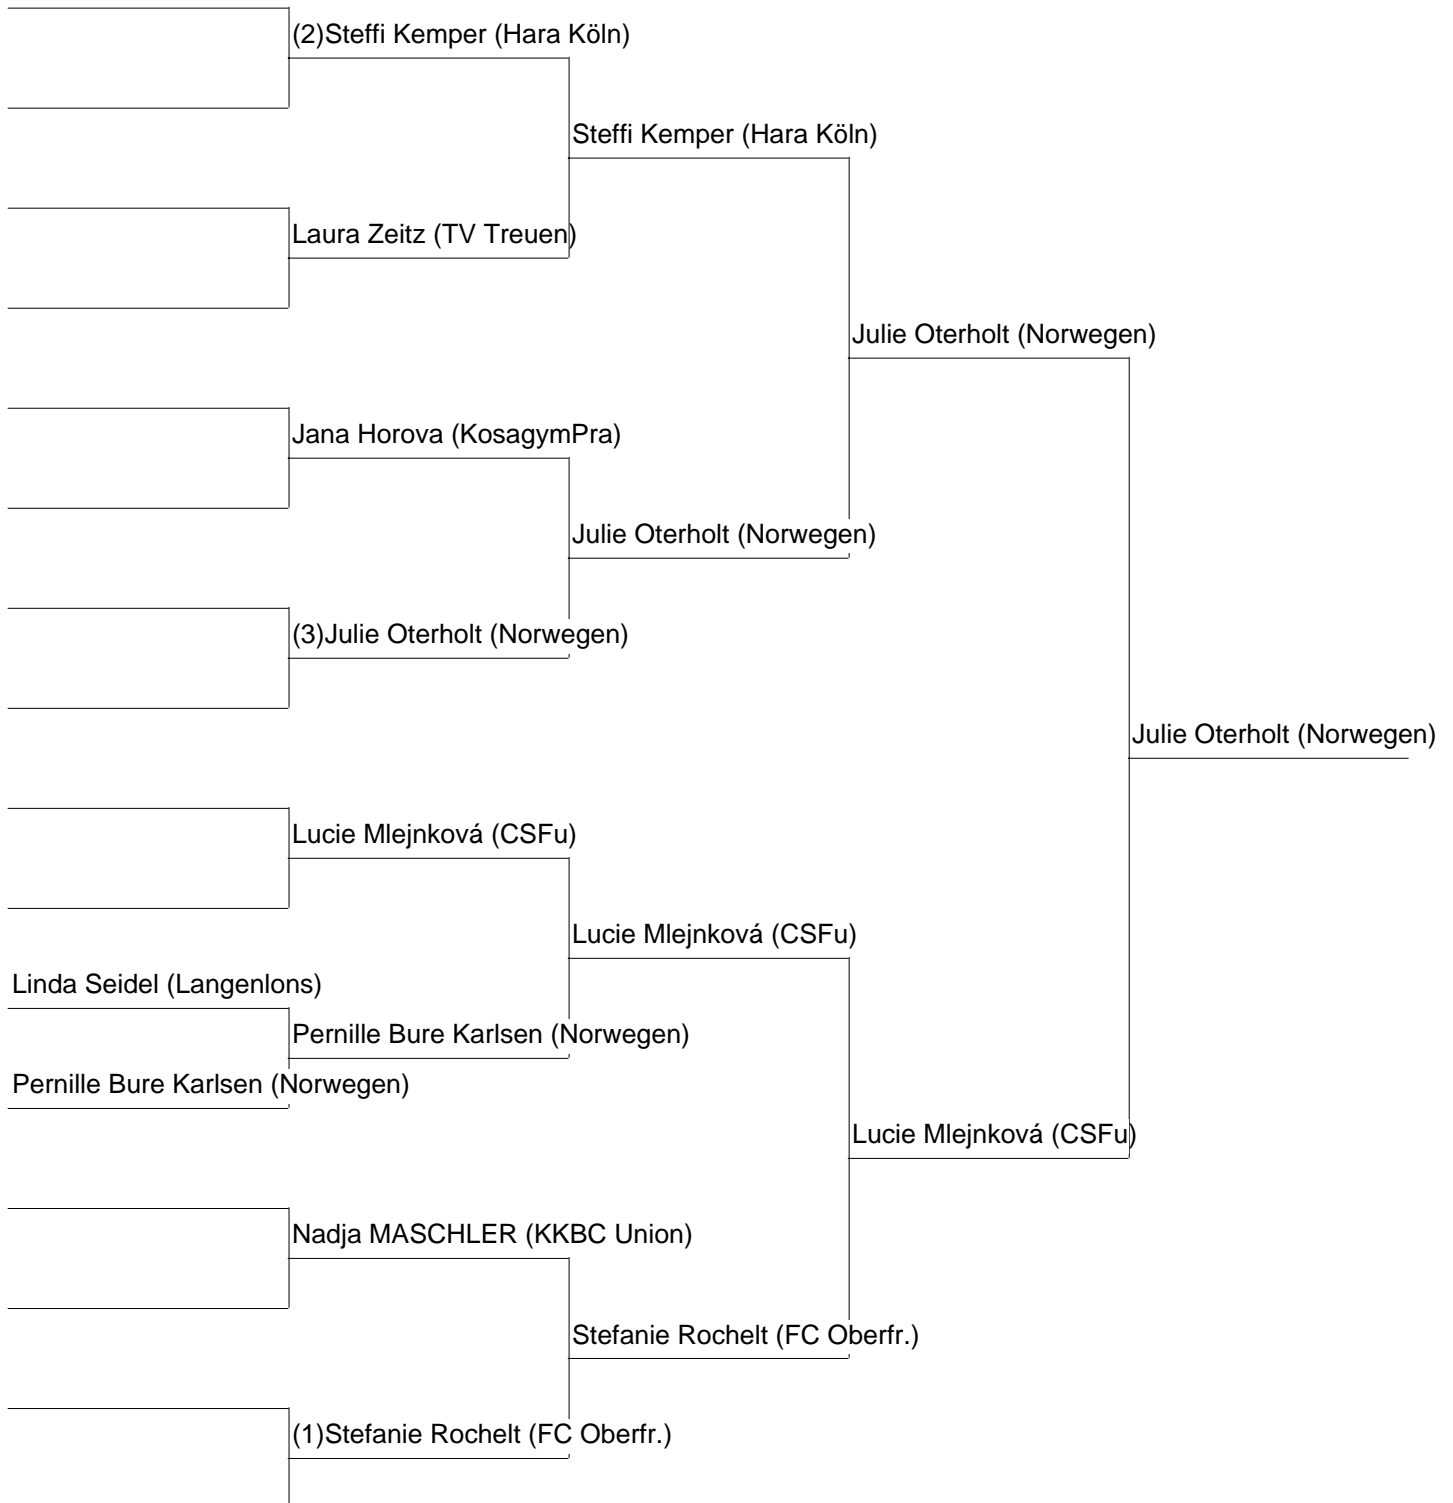 (2)Steffi Kemper (Hara Köln)
Steffi Kemper (Hara Köln)
Laura Zeitz (TV Treuen)
Julie Oterholt (Norwegen)
Jana Horova (KosagymPra)
Julie Oterholt (Norwegen)
(3)Julie Oterholt (Norwegen)
Julie Oterholt (Norwegen)
Lucie Mlejnková (CSFu)
Lucie Mlejnková (CSFu)
Linda Seidel (Langenlons)
Pernille Bure Karlsen (Norwegen)
Pernille Bure Karlsen (Norwegen)
Lucie Mlejnková (CSFu)
Nadja MASCHLER (KKBC Union)
Stefanie Rochelt (FC Oberfr.)
(1)Stefanie Rochelt (FC Oberfr.)